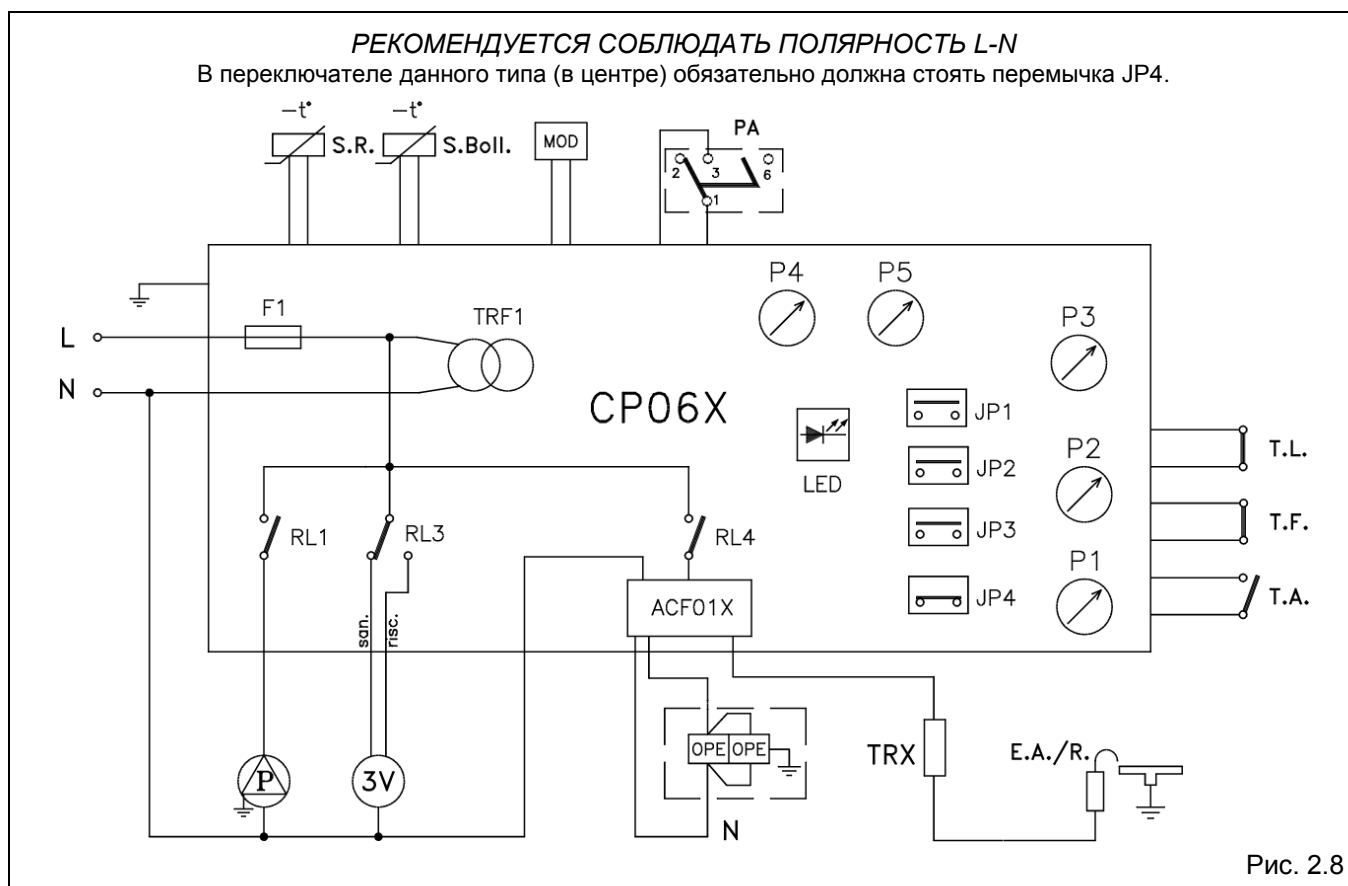 РЕКОМЕНДУЕТСЯ СОБЛЮДАТЬ ПОЛЯРНОСТЬ L-N
В переключателе данного типа (в центре) обязательно должна стоять перемычка JP4.
–t° –t°
S.R. S.Boll. MOD PA
2 3 6
1
P4 P5
F1 TRF1 P3
L
N
CP06X
JP1
LED JP2 P2 T.L.
RL1 RL3 RL4 JP3 T.F.
P1
ACF01X JP4 T.A.
san. risc.
OPE OPE TRX E.A./R.
P 3V
N
Рис. 2.8